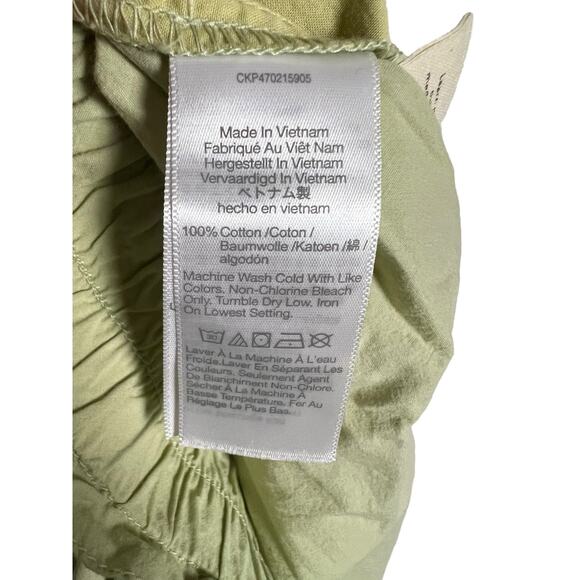 CKP470215905
Made In Vietnam
Fabriqué Au Viêt Nam
Hergestellt In Vietnam
Vervaardigd In Vietnam
ベトナム製
hecho en vietnam
100% Cotton /Coton /
Baumwolle /Katoen /綿 /
algodón
Machine Wash Cold With Like
Colors. Non-Chlorine Bleach
Only. Tumble Dry Low. Iron
On Lowest Setting.
Laver À La Machine À L'eau
Froide.Laver En Séparant Les
Couleurs. Seulement Agent
De Blanchiment Non-Chlore.
Sécher À La Machine À
Basse Température. Fer Au
Réglage Le Plus Bas.